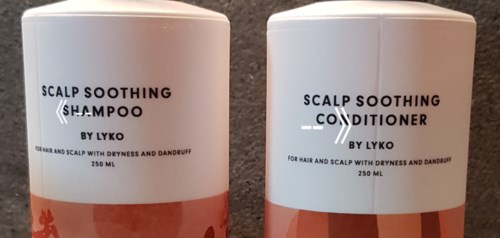 SCALP SOOTHING
SHAMPOO
BY LYKO
FOR HAIR AND SCALP WITH DRYNESS AND DANDRUFF
250 ML
SCALP SOOTHING
CONDITIONER
BY LYKO
FOR HAIR AND SCALP WITH DRYNESS AND DANDRUFF
250 ML